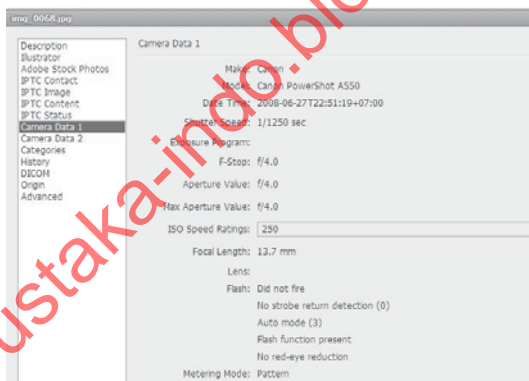 img_0068.jpg
Description
Illustrator
Adobe Stock Photos
IPTC Contact
IPTC Image
IPTC Content
IPTC Status
Camera Data 1
Camera Data 2
Categories
History
DICOM
Origin
Advanced
Camera Data 1
Make: Canon
Model: Canon PowerShot A550
Date Time: 2008-06-27T22:51:19+07:00
Shutter Speed: 1/1250 sec
Exposure Program:
F-Stop: f/4.0
Aperture Value: f/4.0
Max Aperture Value: f/4.0
ISO Speed Ratings: 250
Focal Length: 13.7 mm
Lens:
Flash: Did not fire
No strobe return detection (0)
Auto mode (3)
Flash function present
No red-eye reduction
Metering Mode: Pattern
ustaka-indo.blo